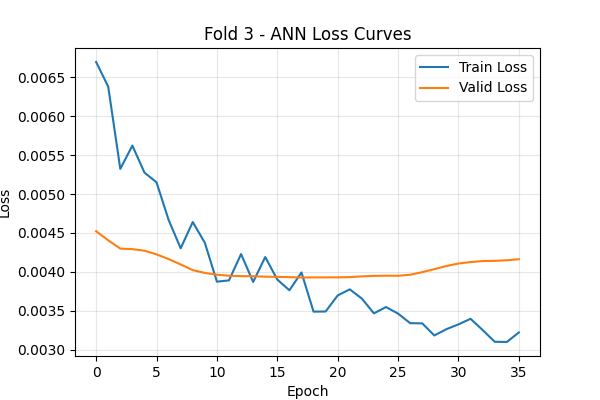 Fold 3 - ANN Loss Curves
Train Loss
Valid Loss
Loss
0.0065
0.0060
0.0055
0.0050
0.0045
0.0040
0.0035
0.0030
0 5 10 15 20 25 30 35
Epoch